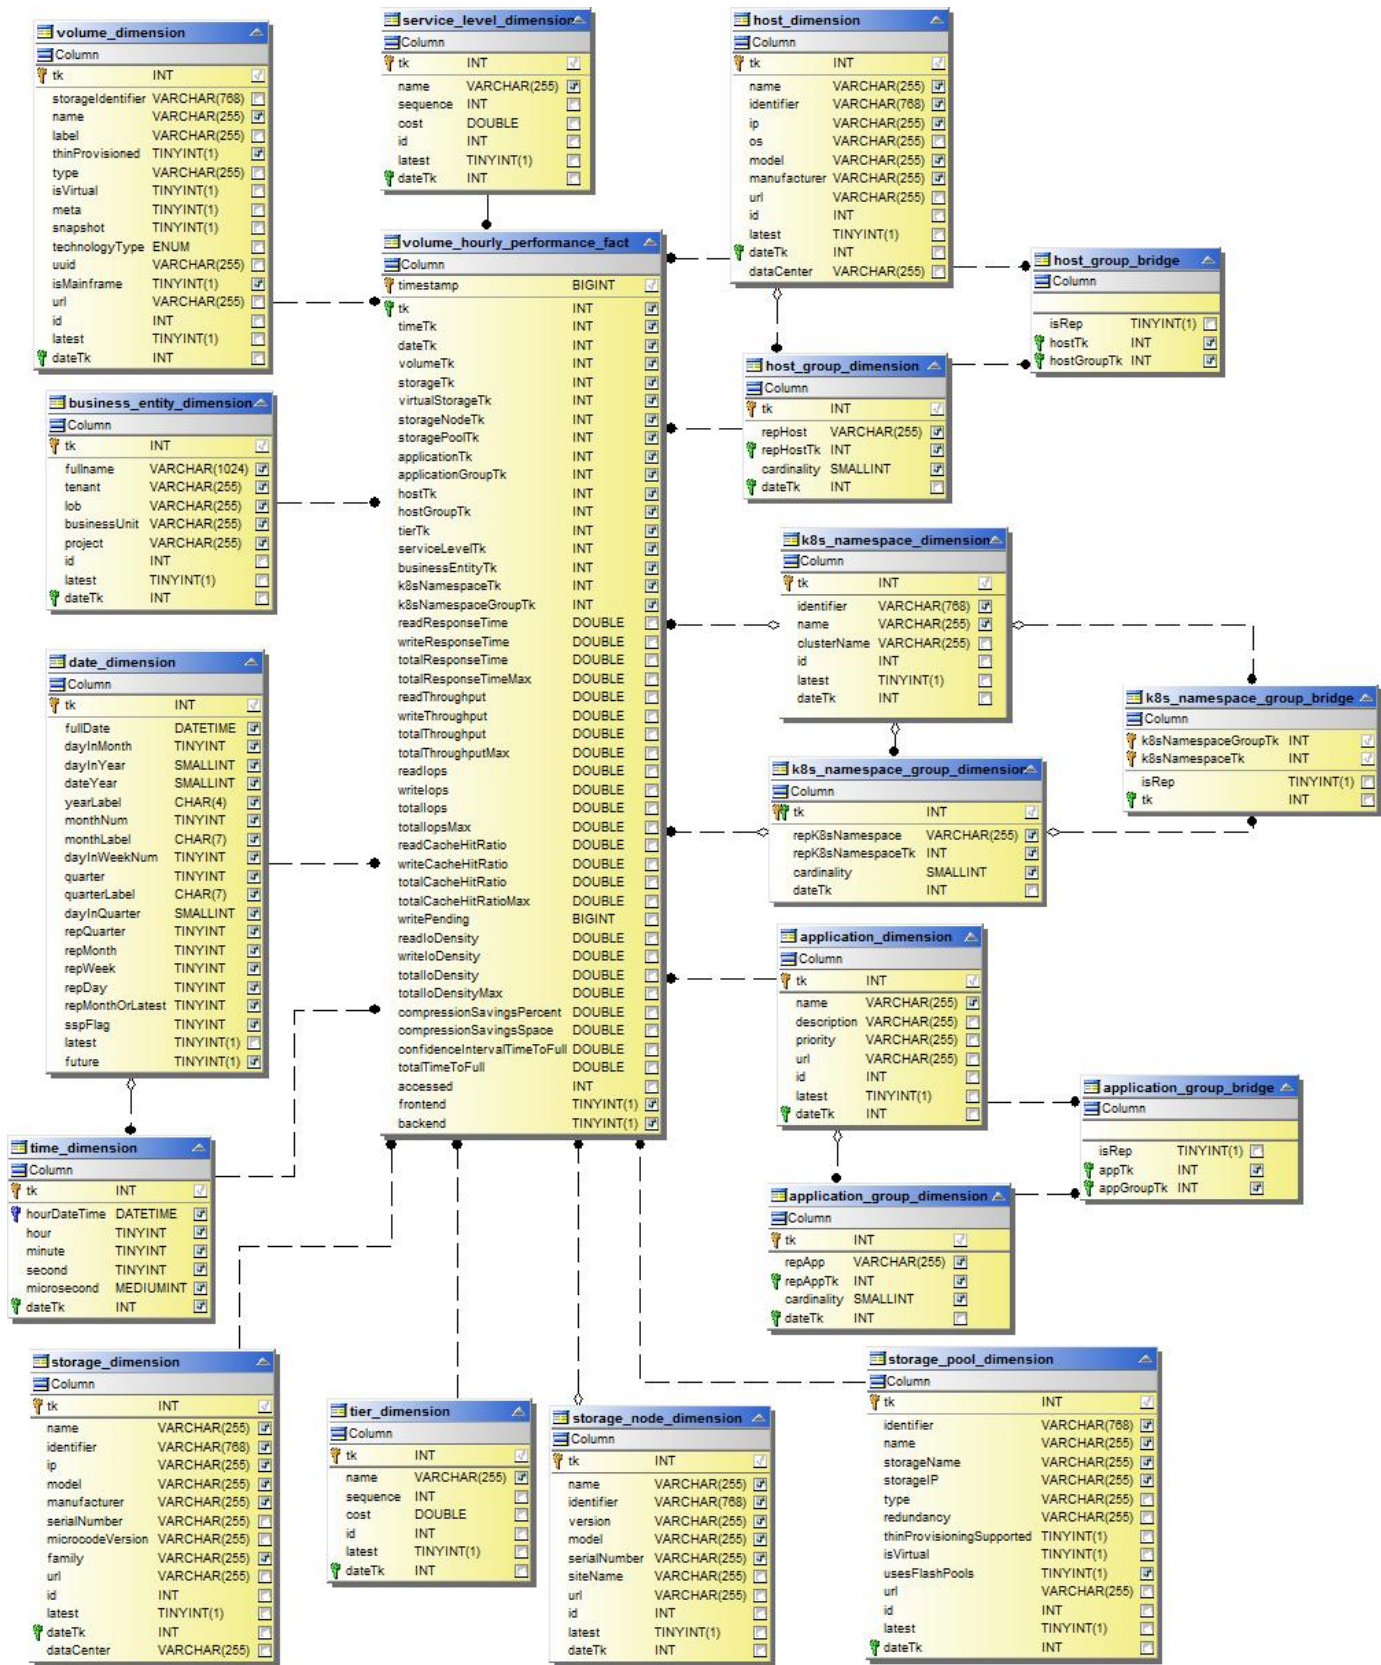 volume_dimension
Column
tk INT
storageIdentifier VARCHAR(768)
name VARCHAR(255)
label VARCHAR(255)
thinProvisioned TINYINT(1)
type VARCHAR(255)
isVirtual TINYINT(1)
meta TINYINT(1)
snapshot TINYINT(1)
technologyType ENUM
uuid VARCHAR(255)
isMainframe TINYINT(1)
url VARCHAR(255)
id INT
latest TINYINT(1)
dateTk INT
service_level_dimension
Column
tk INT
name VARCHAR(255)
sequence INT
cost DOUBLE
id INT
latest TINYINT(1)
dateTk INT
host_dimension
Column
tk INT
name VARCHAR(255)
identifier VARCHAR(768)
ip VARCHAR(255)
os VARCHAR(255)
model VARCHAR(255)
manufacturer VARCHAR(255)
url VARCHAR(255)
id INT
latest TINYINT(1)
dateTk INT
dataCenter VARCHAR(255)
host_group_bridge
Column
isRep TINYINT(1)
hostTk INT
hostGroupTk INT
volume_hourly_performance_fact
Column
timestamp BIGINT
tk INT
timeTk INT
dateTk INT
volumeTk INT
storageTk INT
virtualStorageTk INT
storageNodeTk INT
storagePoolTk INT
applicationTk INT
applicationGroupTk INT
hostTk INT
hostGroupTk INT
tierTk INT
serviceLevelTk INT
businessEntityTk INT
k8sNamespaceTk INT
k8sNamespaceGroupTk INT
readResponseTime DOUBLE
writeResponseTime DOUBLE
totalResponseTime DOUBLE
totalResponseTimeMax DOUBLE
readThroughput DOUBLE
writeThroughput DOUBLE
totalThroughput DOUBLE
totalThroughputMax DOUBLE
readIops DOUBLE
writeIops DOUBLE
totalIops DOUBLE
totalIopsMax DOUBLE
readCacheHitRatio DOUBLE
writeCacheHitRatio DOUBLE
totalCacheHitRatio DOUBLE
totalCacheHitRatioMax DOUBLE
writePending BIGINT
readIoDensity DOUBLE
writeIoDensity DOUBLE
totalIoDensity DOUBLE
totalIoDensityMax DOUBLE
compressionSavingsPercent DOUBLE
compressionSavingsSpace DOUBLE
confidenceIntervalTimeToFull DOUBLE
totalTimeToFull DOUBLE
accessed INT
frontend TINYINT(1)
backend TINYINT(1)
host_group_dimension
Column
tk INT
repHost VARCHAR(255)
repHostTk INT
cardinality SMALLINT
dateTk INT
business_entity_dimension
Column
tk INT
fullname VARCHAR(1024)
tenant VARCHAR(255)
lob VARCHAR(255)
businessUnit VARCHAR(255)
project VARCHAR(255)
id INT
latest TINYINT(1)
dateTk INT
k8s_namespace_dimension
Column
tk INT
identifier VARCHAR(768)
name VARCHAR(255)
clusterName VARCHAR(255)
id INT
latest TINYINT(1)
dateTk INT
k8s_namespace_group_bridge
Column
k8sNamespaceGroupTk INT
k8sNamespaceTk INT
isRep TINYINT(1)
tk INT
k8s_namespace_group_dimension
Column
tk INT
repK8sNamespace VARCHAR(255)
repK8sNamespaceTk INT
cardinality SMALLINT
dateTk INT
date_dimension
Column
tk INT
fullDate DATETIME
dayInMonth TINYINT
dayInYear SMALLINT
dateYear SMALLINT
yearLabel CHAR(4)
monthNum TINYINT
monthLabel CHAR(7)
dayInWeekNum TINYINT
quarter TINYINT
quarterLabel CHAR(7)
dayInQuarter SMALLINT
repQuarter TINYINT
repMonth TINYINT
repWeek TINYINT
repDay TINYINT
repMonthOrLatest TINYINT
sspFlag TINYINT
latest TINYINT(1)
future TINYINT(1)
application_dimension
Column
tk INT
name VARCHAR(255)
description VARCHAR(255)
priority VARCHAR(255)
url VARCHAR(255)
id INT
latest TINYINT(1)
dateTk INT
application_group_bridge
Column
isRep TINYINT(1)
appTk INT
appGroupTk INT
time_dimension
Column
tk INT
hourDateTime DATETIME
hour TINYINT
minute TINYINT
second TINYINT
microsecond MEDIUMINT
dateTk INT
application_group_dimension
Column
tk INT
repApp VARCHAR(255)
repAppTk INT
cardinality SMALLINT
dateTk INT
storage_dimension
Column
tk INT
name VARCHAR(255)
identifier VARCHAR(768)
ip VARCHAR(255)
model VARCHAR(255)
manufacturer VARCHAR(255)
serialNumber VARCHAR(255)
microcodeVersion VARCHAR(255)
family VARCHAR(255)
url VARCHAR(255)
id INT
latest TINYINT(1)
dateTk INT
dataCenter VARCHAR(255)
tier_dimension
Column
tk INT
name VARCHAR(255)
sequence INT
cost DOUBLE
id INT
latest TINYINT(1)
dateTk INT
storage_node_dimension
Column
tk INT
name VARCHAR(255)
identifier VARCHAR(768)
version VARCHAR(255)
model VARCHAR(255)
serialNumber VARCHAR(255)
siteName VARCHAR(255)
url VARCHAR(255)
id INT
latest TINYINT(1)
dateTk INT
storage_pool_dimension
Column
tk INT
identifier VARCHAR(768)
name VARCHAR(255)
storageName VARCHAR(255)
storageIP VARCHAR(255)
type VARCHAR(255)
redundancy VARCHAR(255)
thinProvisioningSupported TINYINT(1)
isVirtual TINYINT(1)
usesFlashPools TINYINT(1)
url VARCHAR(255)
id INT
latest TINYINT(1)
dateTk INT